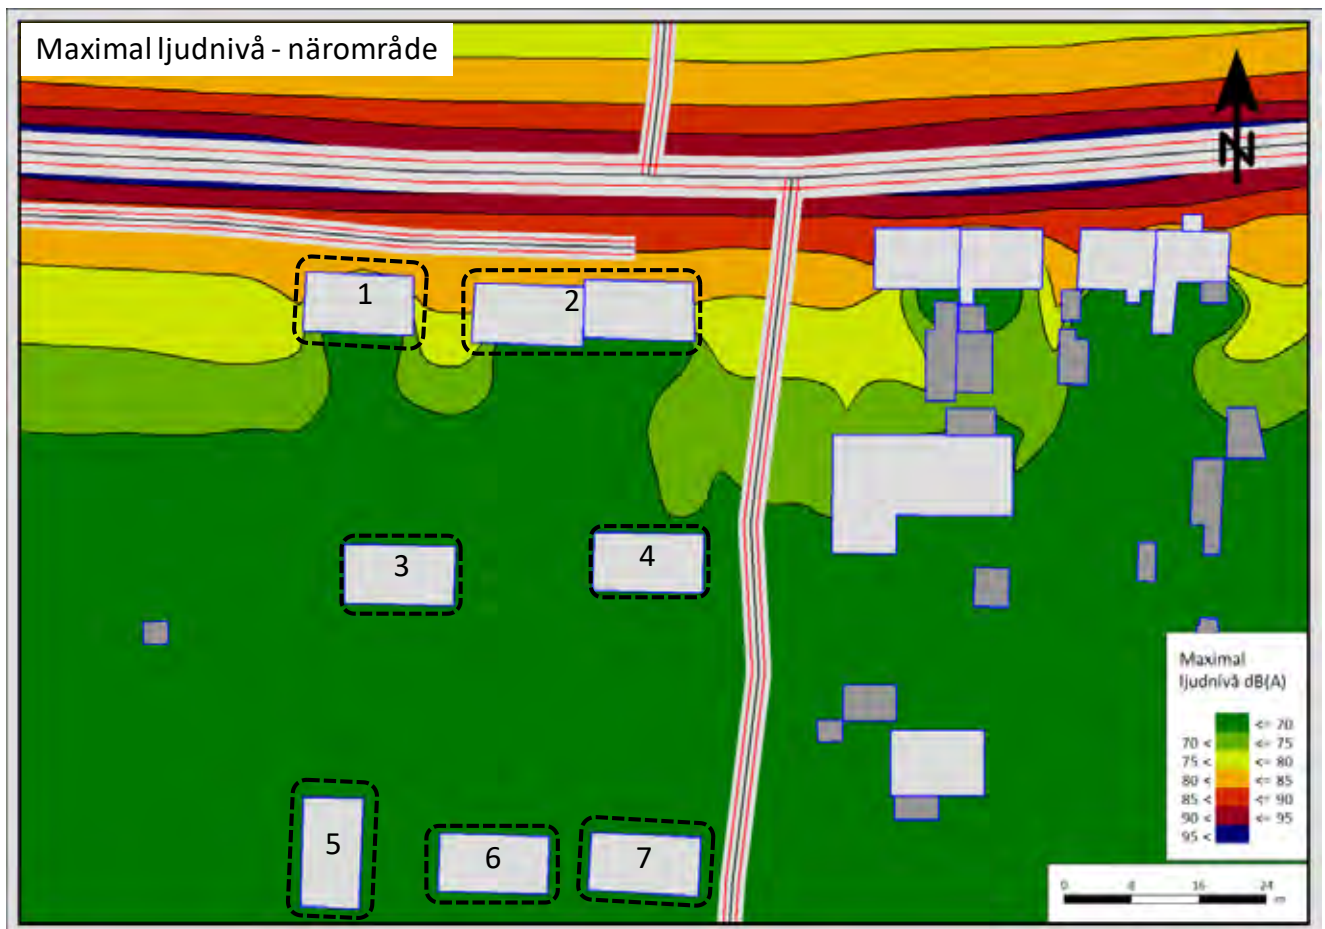 Maximal ljudnivå - närområde
N
1
2
3
4
5
6
7
Maximal
ljudnivå dB(A)
<= 70
70 < <= 75
75 < <= 80
80 < <= 85
85 < <= 90
90 < <= 95
95 <
0 8 16 24
m